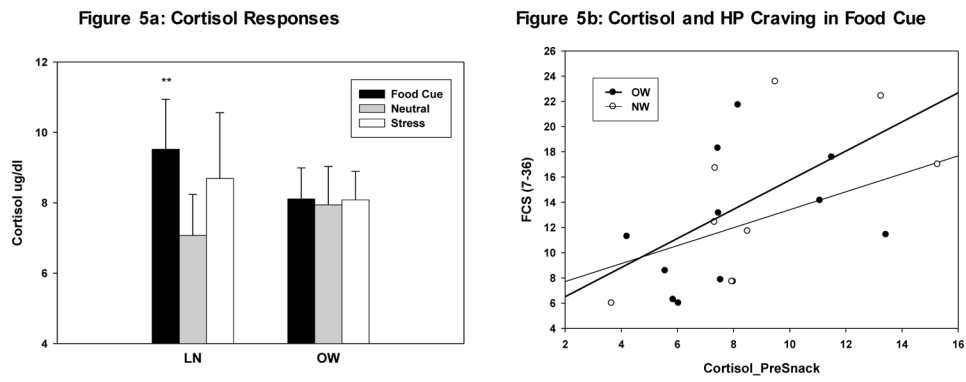 Figure 5a: Cortisol Responses
12
10
8
6
4
Cortisol ug/dl
**
Food Cue
Neutral
Stress
LN
OW
Figure 5b: Cortisol and HP Craving in Food Cue
26
24
22
20
18
16
14
12
10
8
6
4
FCS (7-36)
OW
NW
2
4
6
8
10
12
14
16
Cortisol_PreSnack